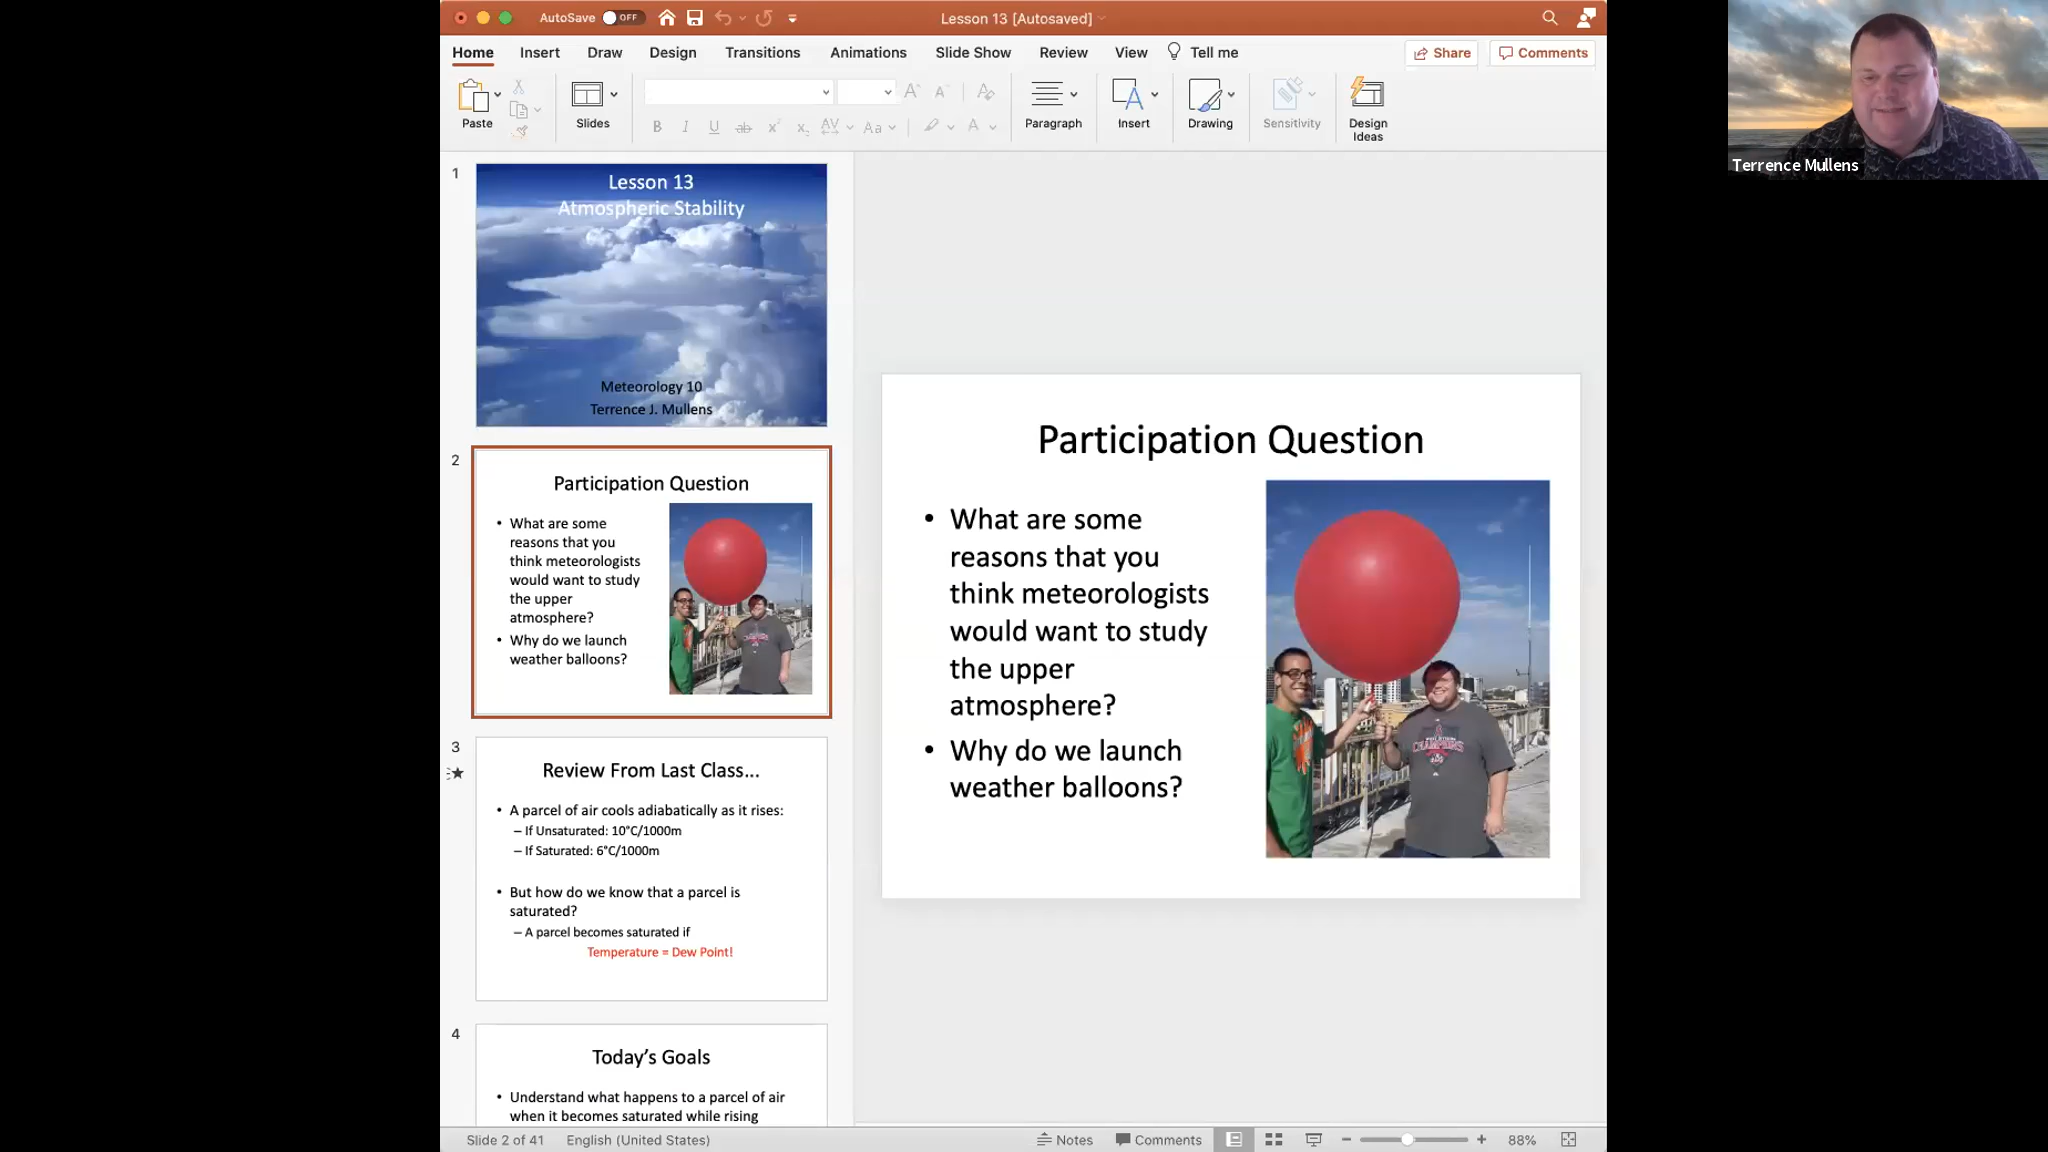 AutoSave OFF
Lesson 13 [Autosaved]
Home Insert Draw Design Transitions Animations Slide Show Review View Tell me
Share Comments
Paste
Slides
B I U ab x² x₂ AV Aa A
Paragraph
Insert
Drawing
Sensitivity
Design
Ideas
1
Lesson 13
Atmospheric Stability
Meteorology 10
Terrence J. Mullens
2
Participation Question
• What are some
reasons that you
think meteorologists
would want to study
the upper
atmosphere?
• Why do we launch
weather balloons?
3
Review From Last Class...
• A parcel of air cools adiabatically as it rises:
– If Unsaturated: 10°C/1000m
– If Saturated: 6°C/1000m
• But how do we know that a parcel is
saturated?
– A parcel becomes saturated if
Temperature = Dew Point!
4
Today’s Goals
• Understand what happens to a parcel of air
when it becomes saturated while rising
Participation Question
• What are some
reasons that you
think meteorologists
would want to study
the upper
atmosphere?
• Why do we launch
weather balloons?
CHAMPIONS
Slide 2 of 41 English (United States)
Notes Comments 88%
Terrence Mullens